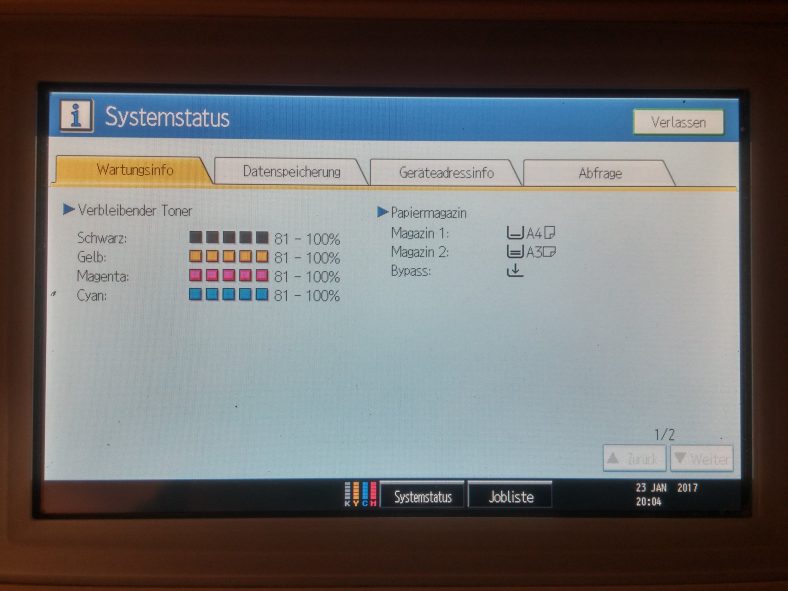 i Systemstatus
Verlassen
Wartungsinfo Datenspeicherung Geräteadressinfo Abfrage
Verbleibender Toner
Schwarz: 81 - 100%
Gelb: 81 - 100%
Magenta: 81 - 100%
Cyan: 81 - 100%
Papiermagazin
Magazin 1: A4
Magazin 2: A3
Bypass:
1/2
▲ Zurück ▼ Weiter
K Y C M Systemstatus Jobliste
23 JAN 2017
20:04